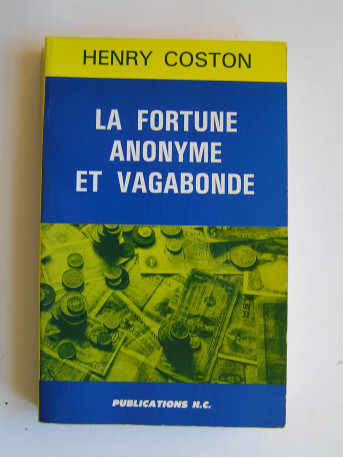 HENRY COSTON
LA FORTUNE
ANONYME
ET VAGABONDE
PUBLICATIONS H.C.